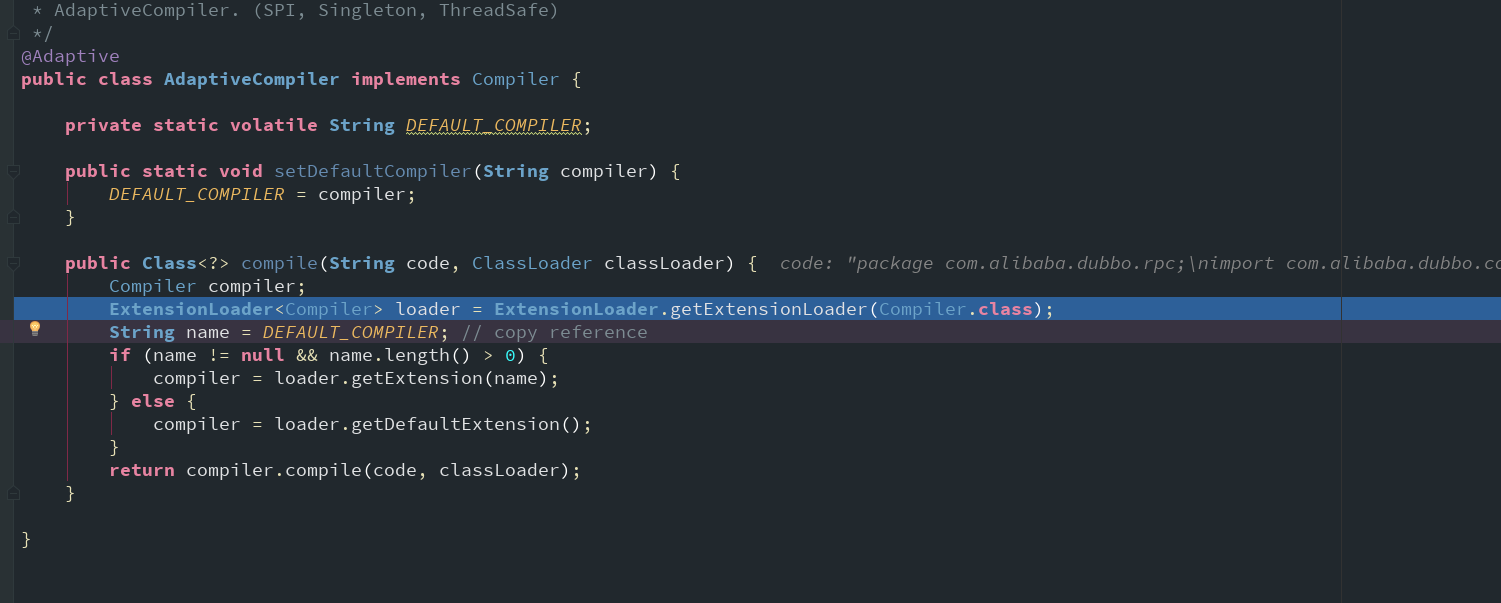 * AdaptiveCompiler. (SPI, Singleton, ThreadSafe)
*/
@Adaptive
public class AdaptiveCompiler implements Compiler {
private static volatile String DEFAULT_COMPILER;
public static void setDefaultCompiler(String compiler) {
DEFAULT_COMPILER = compiler;
}
public Class<?> compile(String code, ClassLoader classLoader) { code: "package com.alibaba.dubbo.rpc;\nimport com.alibaba.dubbo.co
Compiler compiler;
ExtensionLoader<Compiler> loader = ExtensionLoader.getExtensionLoader(Compiler.class);
String name = DEFAULT_COMPILER; // copy reference
if (name != null && name.length() > 0) {
compiler = loader.getExtension(name);
} else {
compiler = loader.getDefaultExtension();
}
return compiler.compile(code, classLoader);
}
}